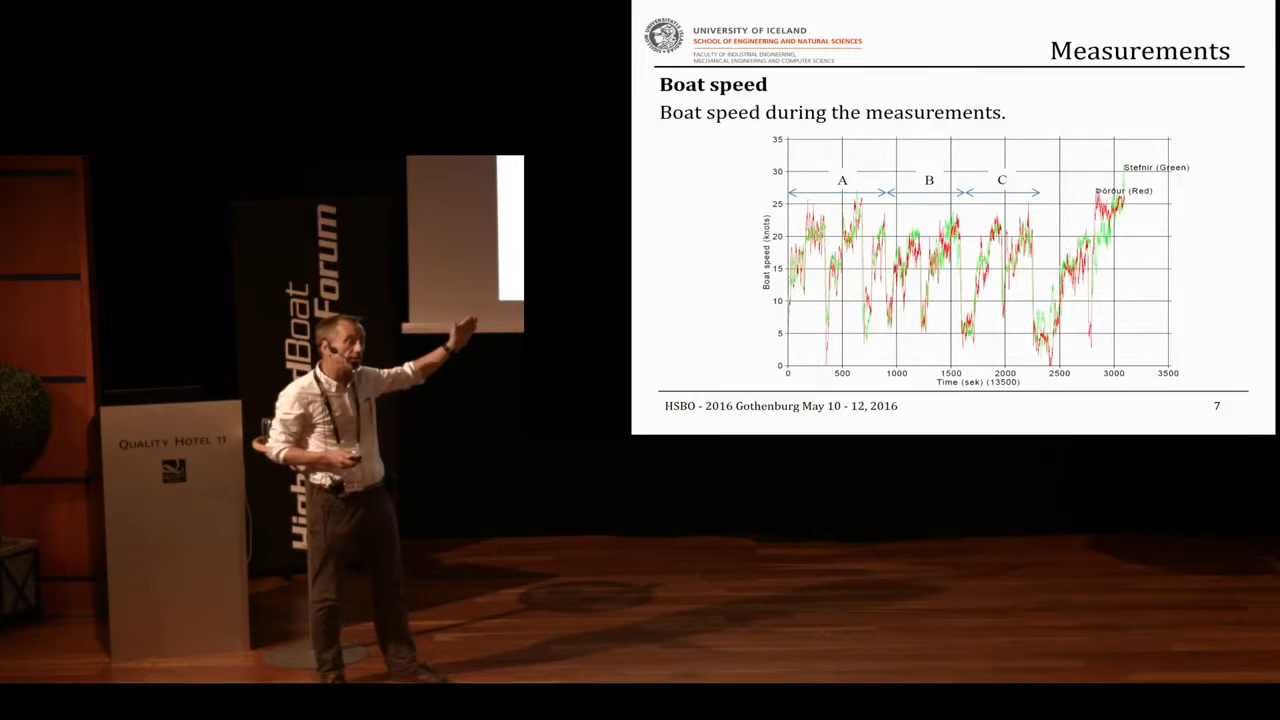 UNIVERSITY OF ICELAND
SCHOOL OF ENGINEERING AND NATURAL SCIENCES
FACULTY OF INDUSTRIAL ENGINEERING,
MECHANICAL ENGINEERING AND COMPUTER SCIENCE
Measurements
Boat speed
Boat speed during the measurements.
35
30
25
20
15
10
5
0
Boat speed (knots)
A
B
C
Stefnir (Green)
Þórður (Red)
0 500 1000 1500 2000 2500 3000 3500
Time (sek) (13500)
HSBO - 2016 Gothenburg May 10 - 12, 2016
7
Boat
Forum
QUALITY HOTEL 11